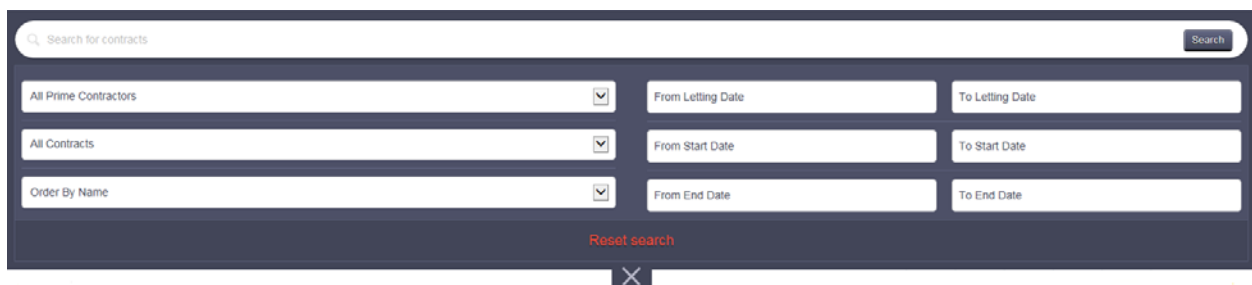 Search for contracts Search
All Prime Contractors From Letting Date To Letting Date
All Contracts From Start Date To Start Date
Order By Name From End Date To End Date
Reset search